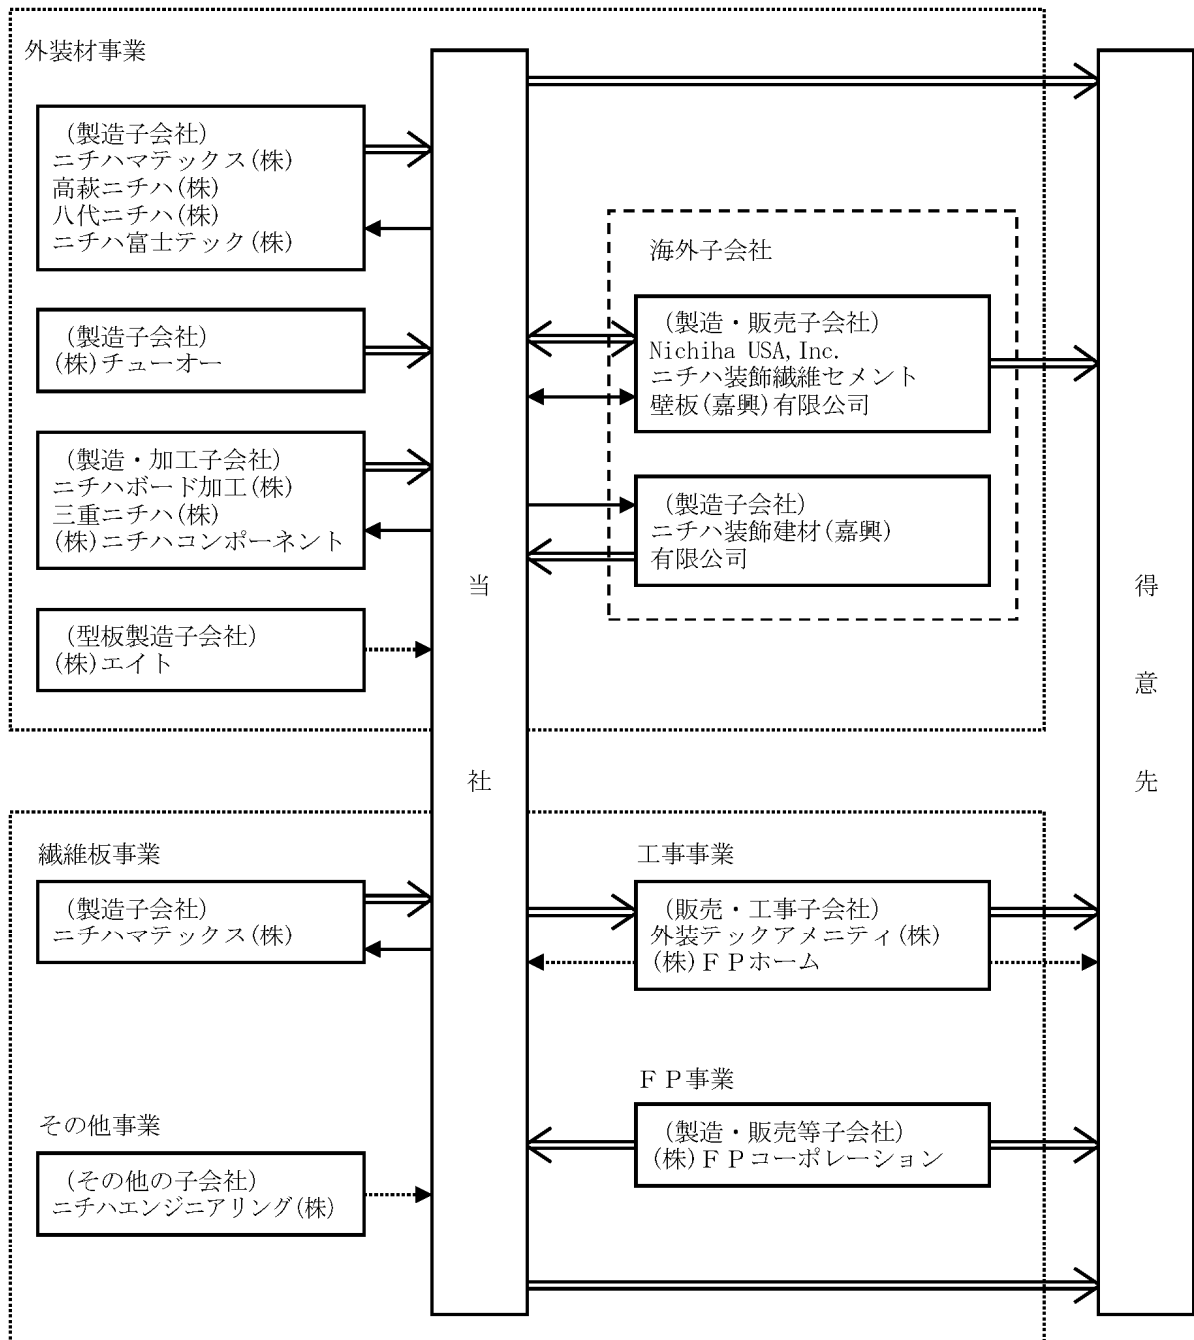 外装材事業
(製造子会社)
ニチハマテックス(株)
高萩ニチハ(株)
八代ニチハ(株)
ニチハ富士テック(株)
(製造子会社)
(株)チューオー
(製造・加工子会社)
ニチハボード加工(株)
三重ニチハ(株)
(株)ニチハコンポーネント
(型板製造子会社)
(株)エイト
当社
海外子会社
(製造・販売子会社)
Nichiha USA,Inc.
ニチハ装飾繊維セメント
壁板(嘉興)有限公司
(製造子会社)
ニチハ装飾建材(嘉興)
有限公司
得意先
繊維板事業
(製造子会社)
ニチハマテックス(株)
その他事業
(その他の子会社)
ニチハエンジニアリング(株)
工事事業
(販売・工事子会社)
外装テックアメニティ(株)
(株)ＦＰホーム
ＦＰ事業
(製造・販売等子会社)
(株)ＦＰコーポレーション